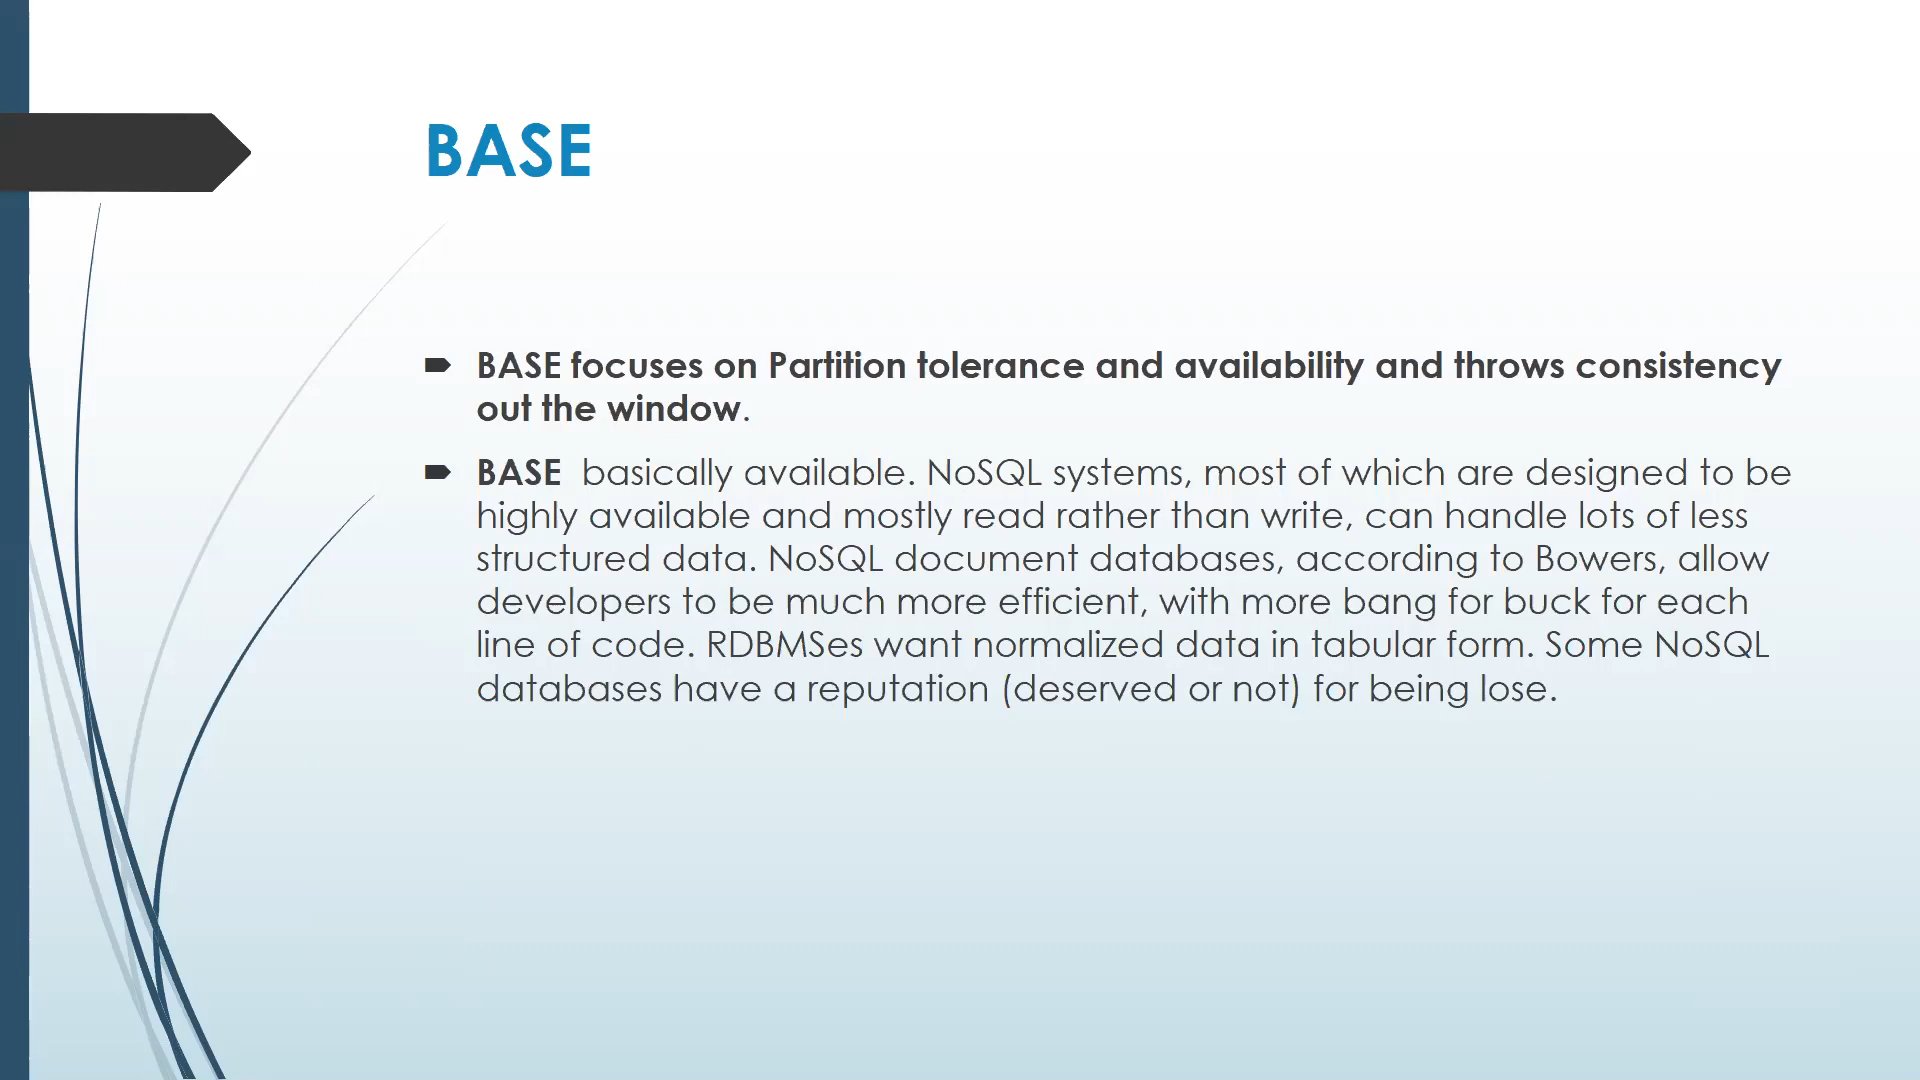 BASE
BASE focuses on Partition tolerance and availability and throws consistency
out the window.
BASE basically available. NoSQL systems, most of which are designed to be
highly available and mostly read rather than write, can handle lots of less
structured data. NoSQL document databases, according to Bowers, allow
developers to be much more efficient, with more bang for buck for each
line of code. RDBMSes want normalized data in tabular form. Some NoSQL
databases have a reputation (deserved or not) for being lose.